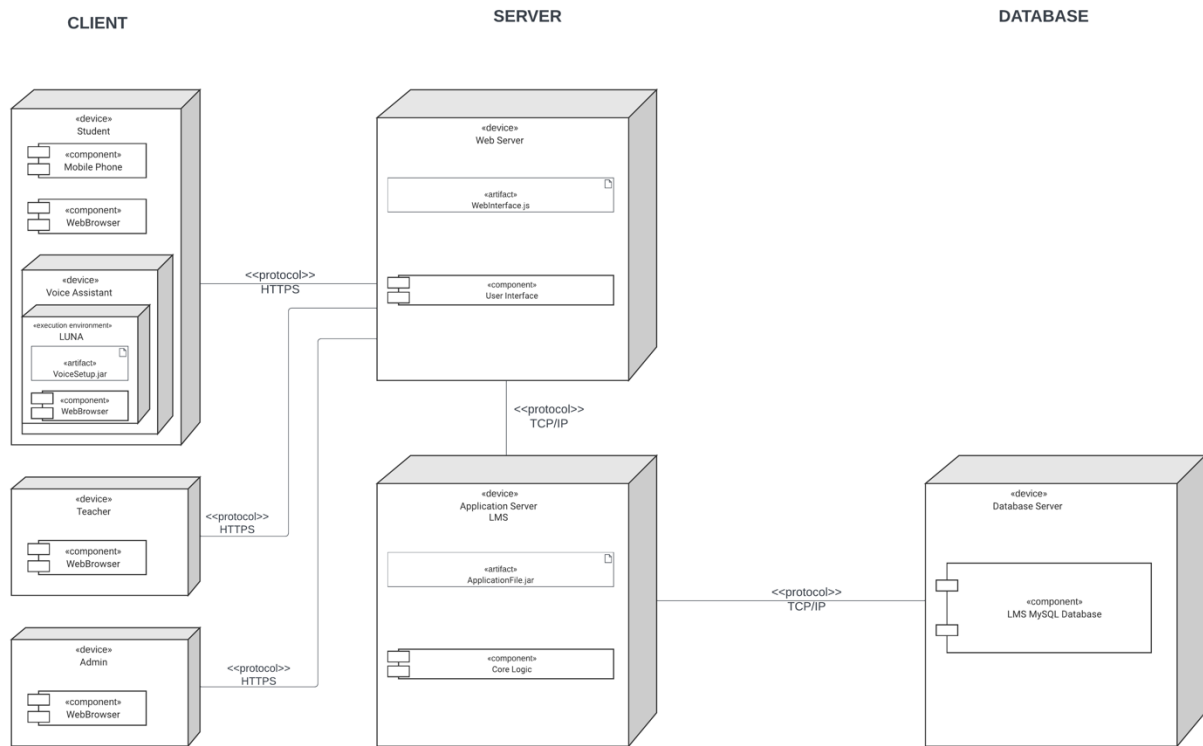 CLIENT
SERVER
DATABASE
«device»
Student
«component»
Mobile Phone
«component»
WebBrowser
«device»
Voice Assistant
«execution environment»
LUNA
«artifact»
VoiceSetup.jar
«component»
WebBrowser
<<protocol>>
HTTPS
«device»
Web Server
«artifact»
WebInterface.js
«component»
User Interface
<<protocol>>
TCP/IP
«device»
Teacher
«component»
WebBrowser
<<protocol>>
HTTPS
«device»
Admin
«component»
WebBrowser
<<protocol>>
HTTPS
«device»
Application Server
LMS
«artifact»
ApplicationFile.jar
«component»
Core Logic
<<protocol>>
TCP/IP
«device»
Database Server
«component»
LMS MySQL Database